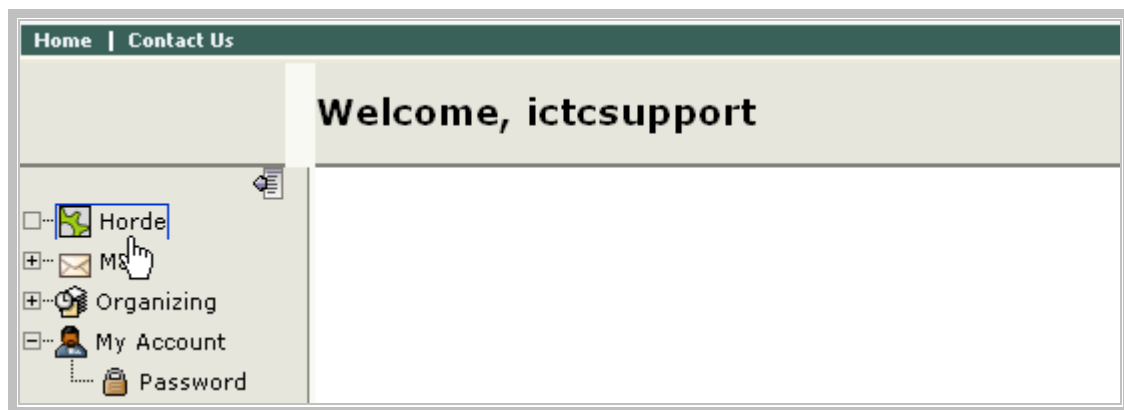 Home | Contact Us
Welcome, ictcsupport
Horde
Organizing
My Account
Password